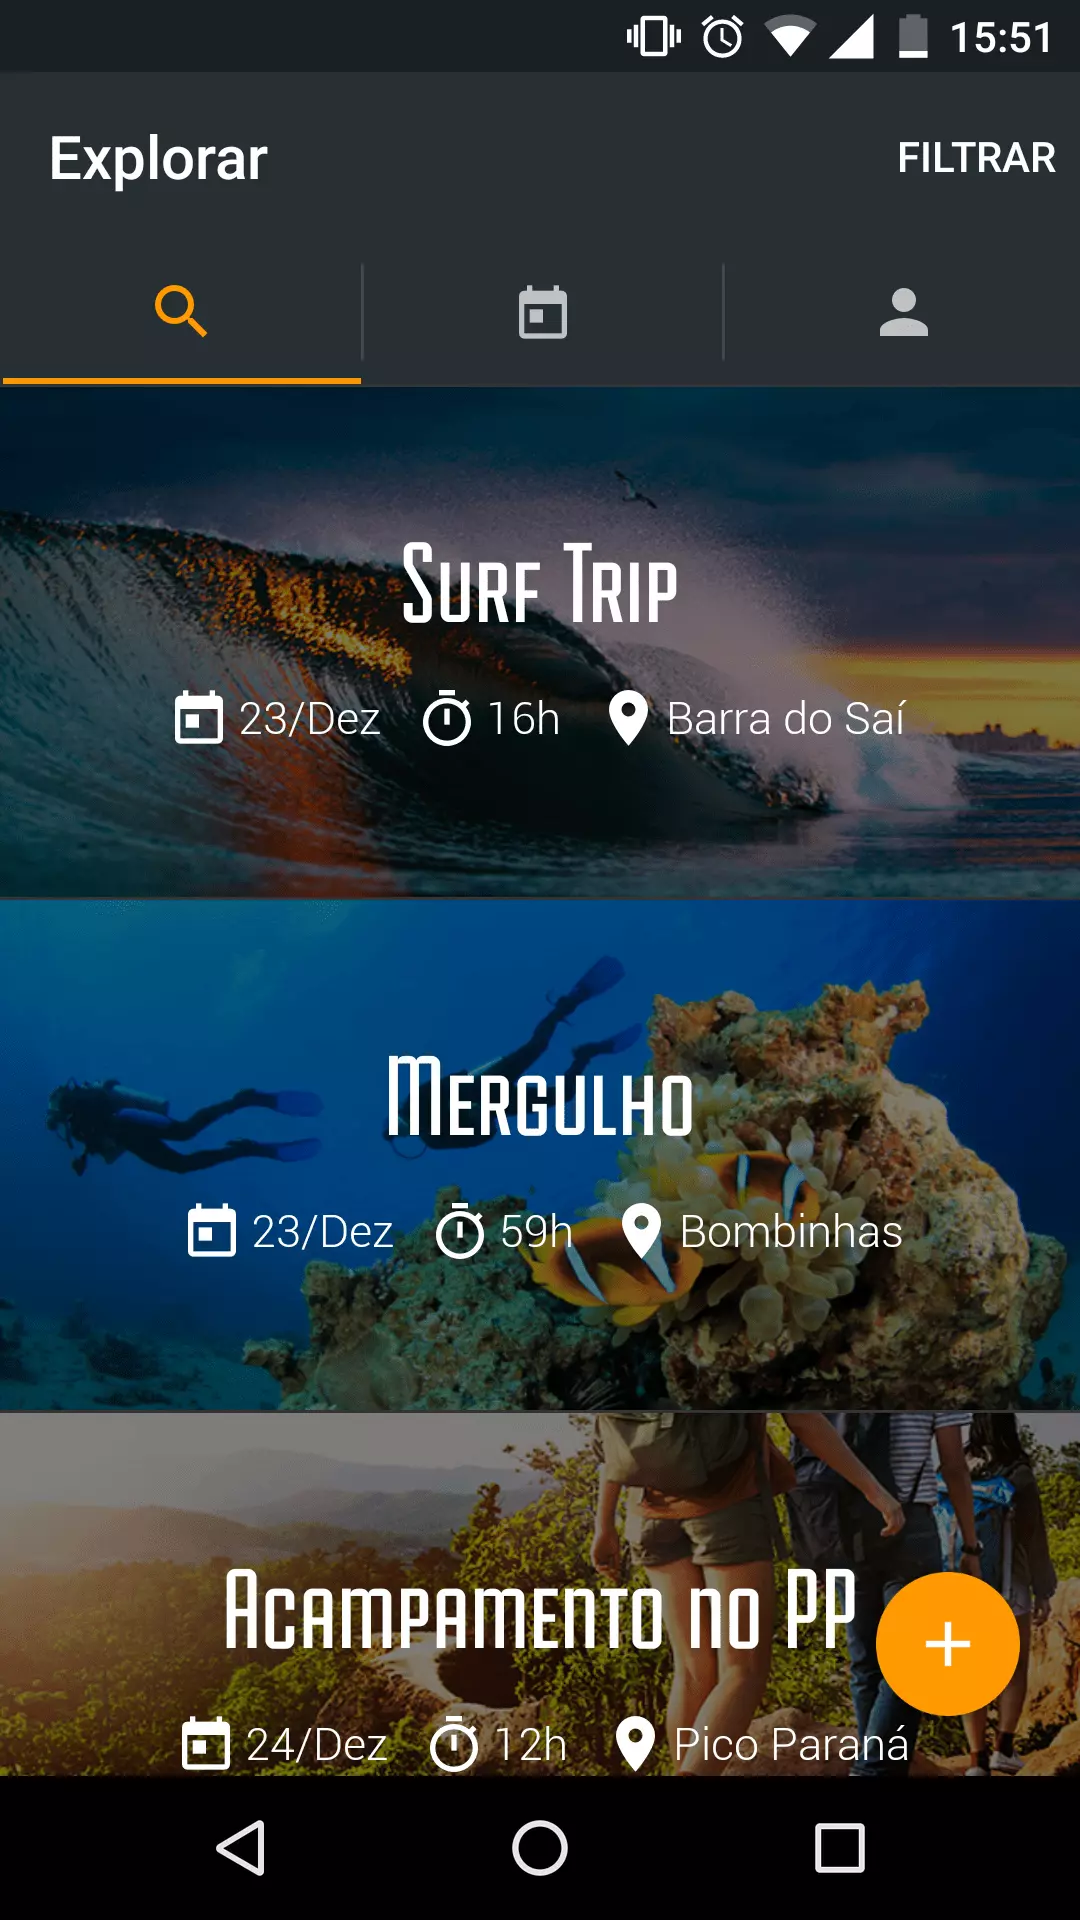 15:51
Explorar FILTRAR
Surf Trip
23/Dez 16h Barra do Saí
Mergulho
23/Dez 59h Bombinhas
Acampamento no PP
24/Dez 12h Pico Paraná